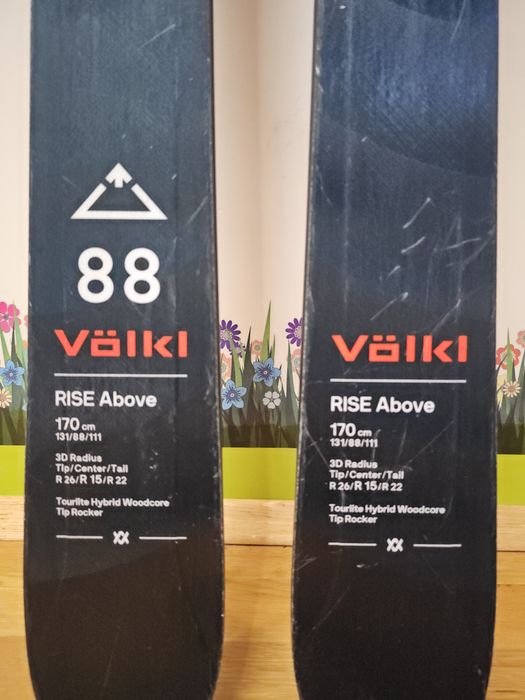 88
Völkl
RISE Above
170 cm
131/88/111
3D Radius
Tip/Center/Tail
R 26/R 15/R 22
Tourlite Hybrid Woodcore
Tip Rocker
Völkl
RISE Above
170 cm
131/88/111
3D Radius
Tip/Center/Tail
R 26/R 15/R 22
Tourlite Hybrid Woodcore
Tip Rocker